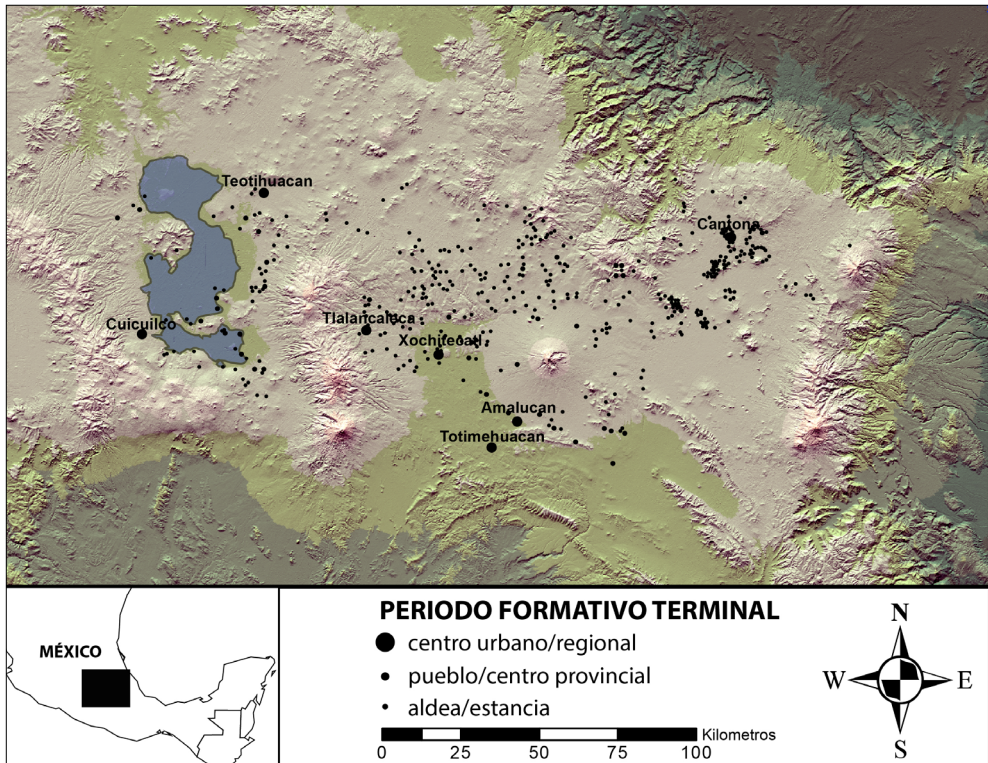 Teotihuacan
Cantona
Cuicuilco
Tlalancaleca
Xochitecatl
Amalucan
Totimehuacan
MÉXICO
PERIODO FORMATIVO TERMINAL
centro urbano/regional
pueblo/centro provincial
aldea/estancia
Kilometros
0 25 50 75 100
N
W E
S